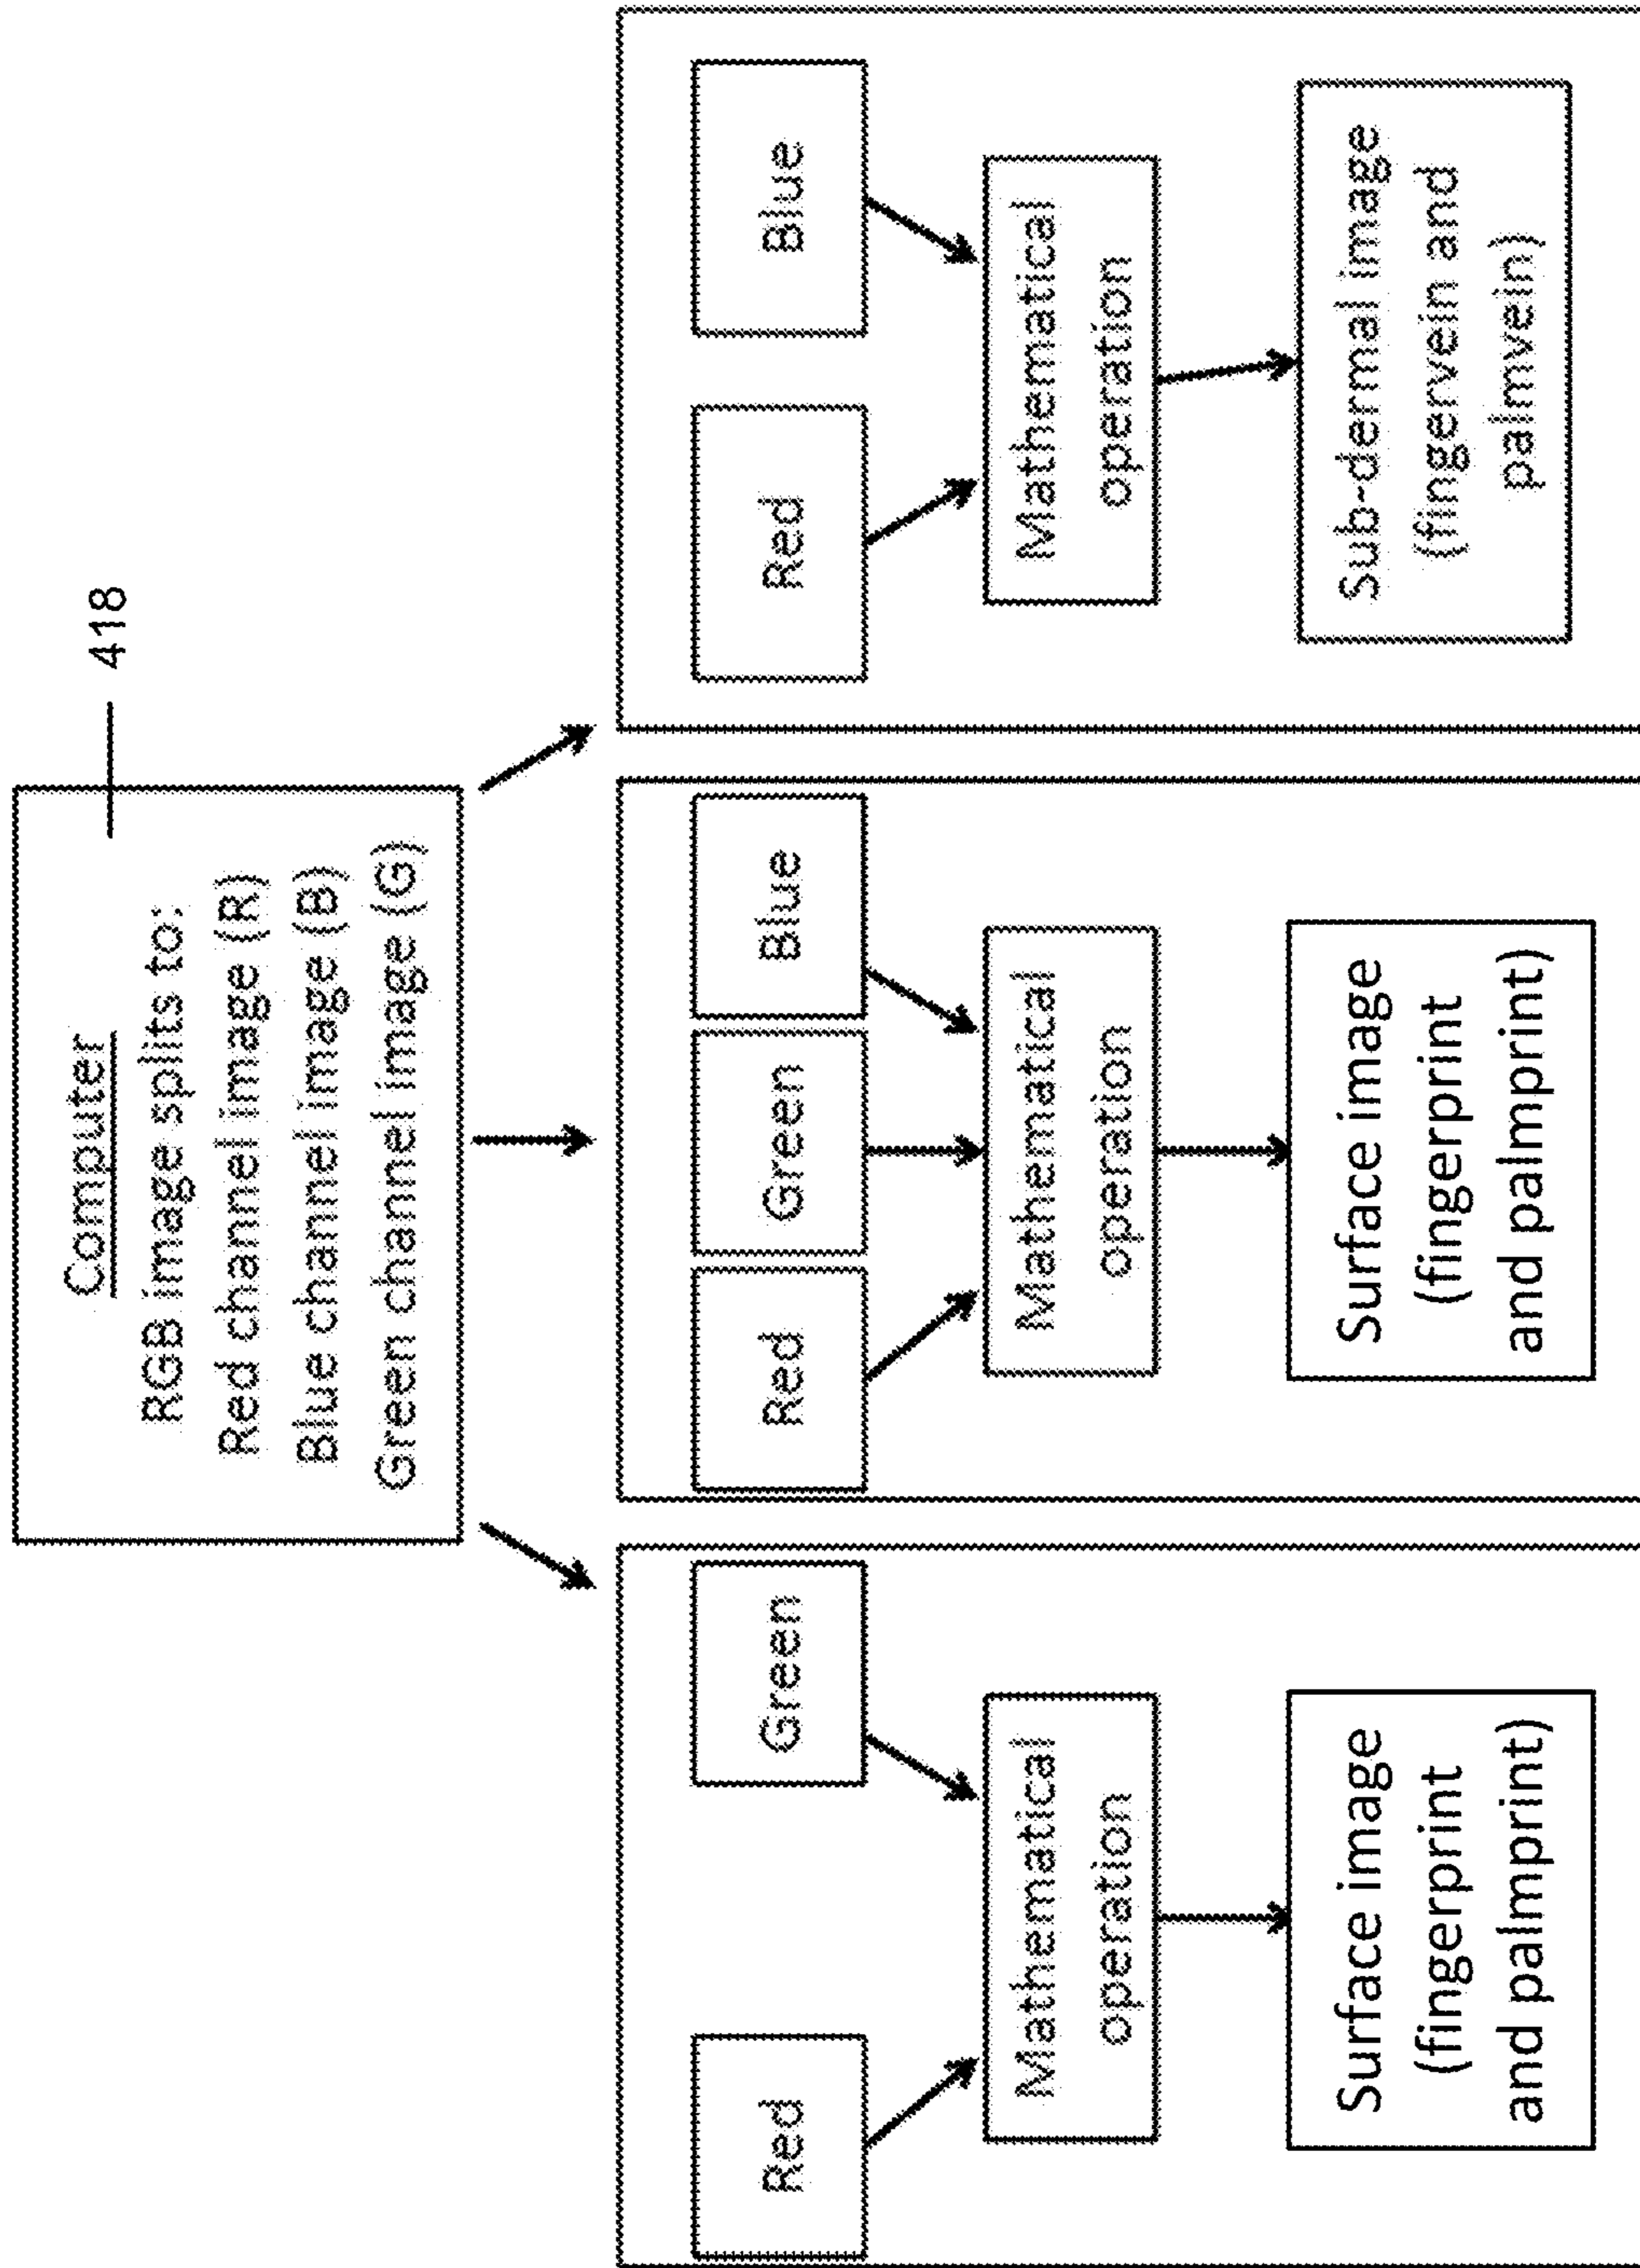 418
Computer
RGB image splits to:
Red channel image (R)
Blue channel image (B)
Green channel image (G)
Red
Green
Mathematical
operation
Surface image
(fingerprint
and palmprint)
Red
Green
Blue
Mathematical
operation
Surface image
(fingerprint
and palmprint)
Red
Blue
Mathematical
operation
Sub-dermal image
(fingervein and
palmvein)